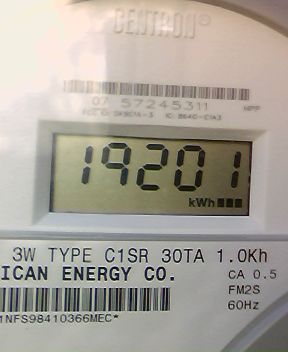 CENTRON®
07 57245311
19201
kWh
3W TYPE C1SR 30TA 1.0Kh
ICAN ENERGY CO.
CA 0.5
FM2S
60Hz
1NFS98410366MEC*